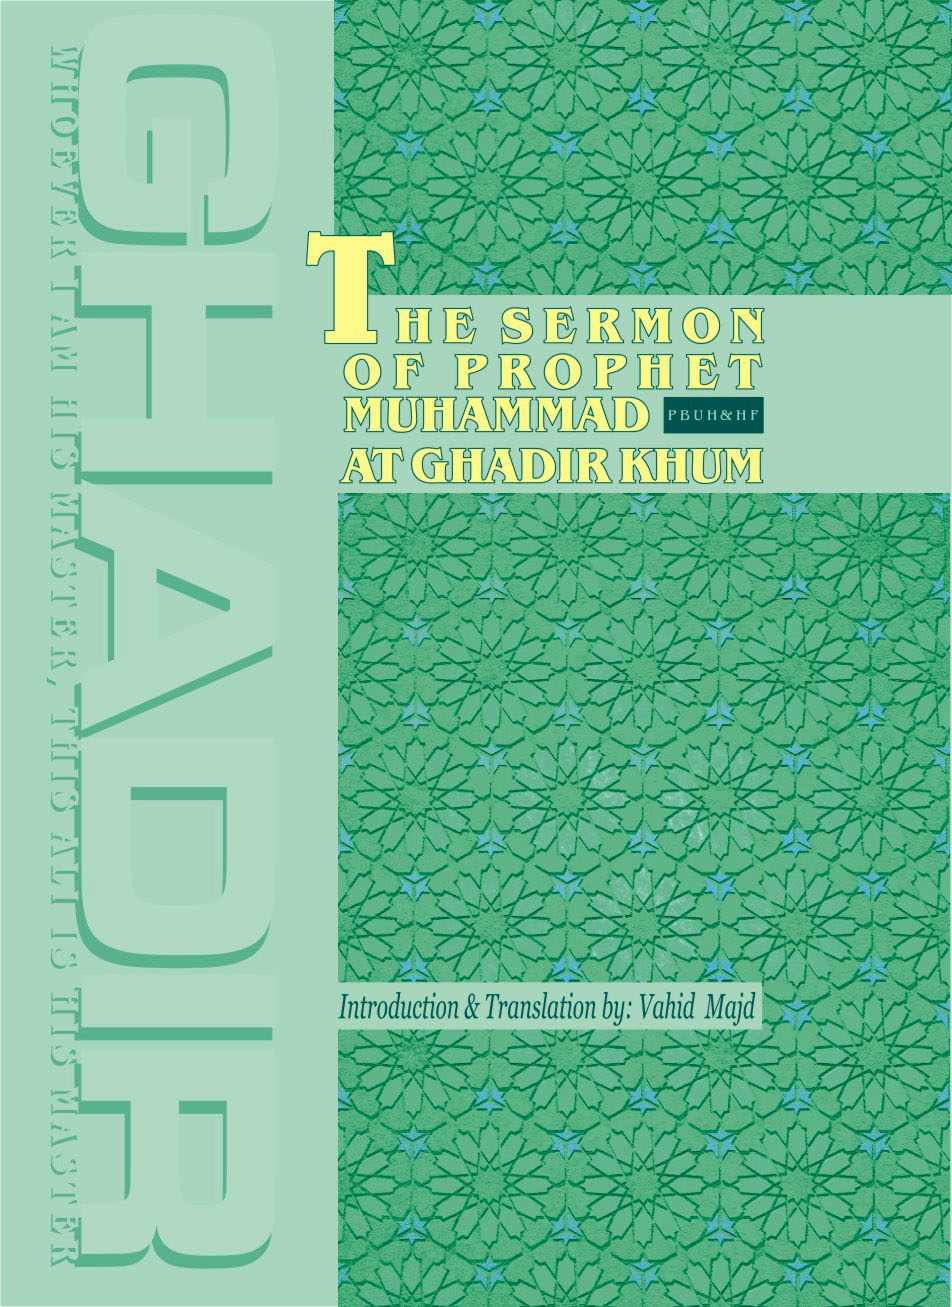 GHADIR
WHOEVER I AM HIS MASTER, THIS ALI IS HIS MASTER
THE SERMON
OF PROPHET
MUHAMMAD PBUH&HF
AT GHADIR KHUM
Introduction & Translation by: Vahid Majd